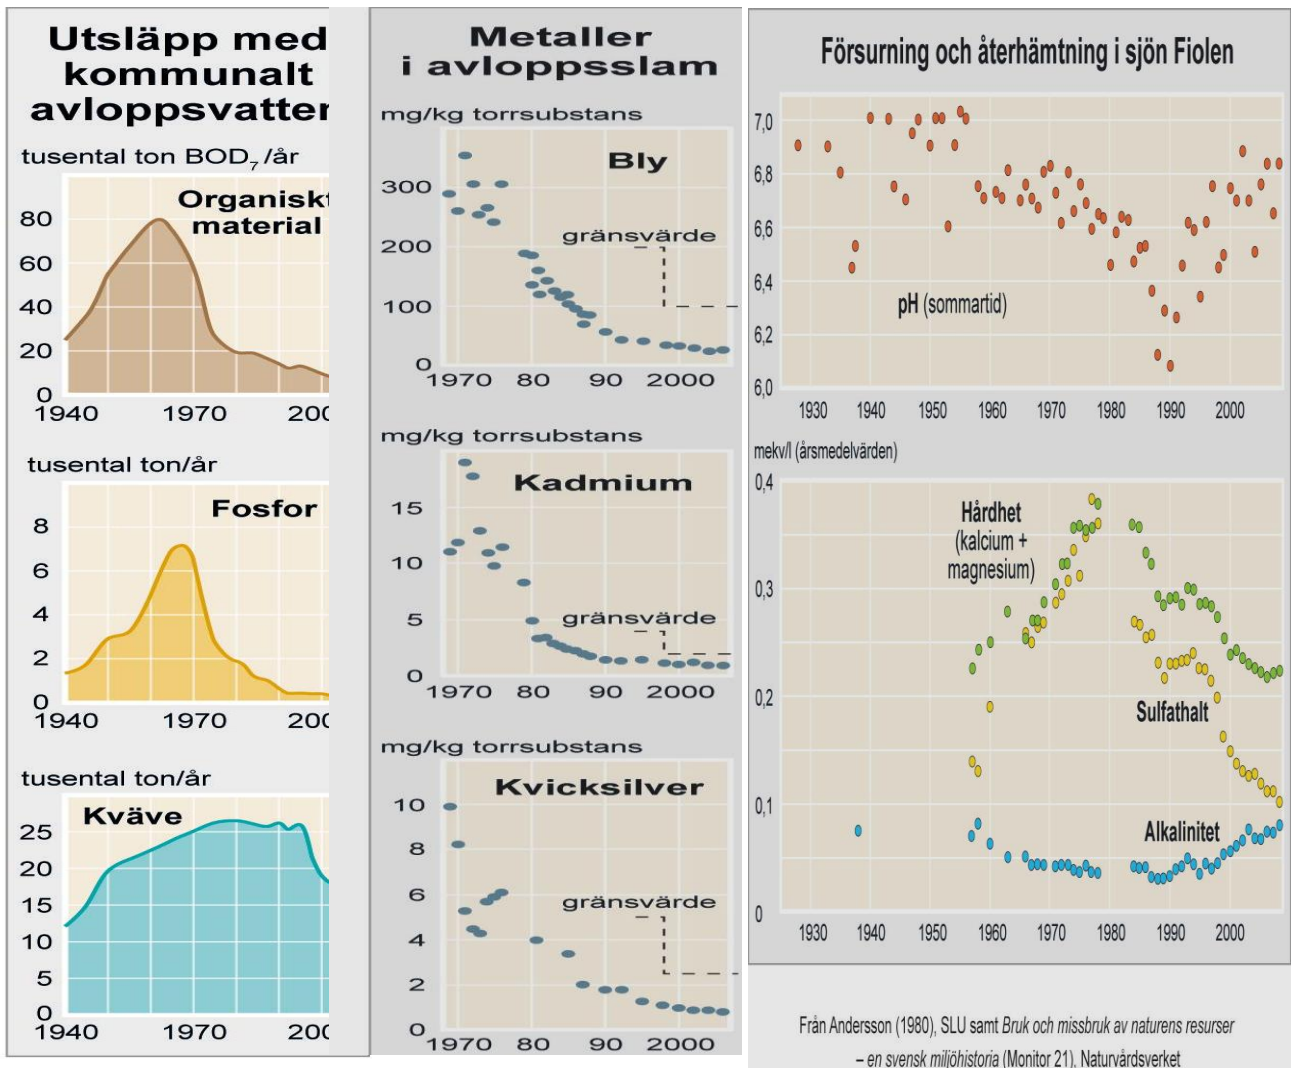 Utsläpp med
kommunalt
avloppsvatten
tusental ton BOD₇ /år
Organiskt
material
80
60
40
20
0
1940 1970 200
tusental ton/år
Fosfor
8
6
4
2
0
1940 1970 200
tusental ton/år
Kväve
25
20
15
10
5
0
1940 1970 200
Metaller
i avloppsslam
mg/kg torrsubstans
Bly
300
200
100
0
gränsvärde
1970 80 90 2000
mg/kg torrsubstans
Kadmium
15
10
5
0
gränsvärde
1970 80 90 2000
mg/kg torrsubstans
Kvicksilver
10
8
6
4
2
0
gränsvärde
1970 80 90 2000
Försurning och återhämtning i sjön Fiolen
7,0
6,8
6,6
6,4
6,2
6,0
pH (sommartid)
1930 1940 1950 1960 1970 1980 1990 2000
mekv/l (årsmedelvärden)
0,4
0,3
0,2
0,1
0
Hårdhet
(kalcium +
magnesium)
Sulfathalt
Alkalinitet
1930 1940 1950 1960 1970 1980 1990 2000
Från Andersson (1980), SLU samt Bruk och missbruk av naturens resurser
– en svensk miljöhistoria (Monitor 21), Naturvårdsverket